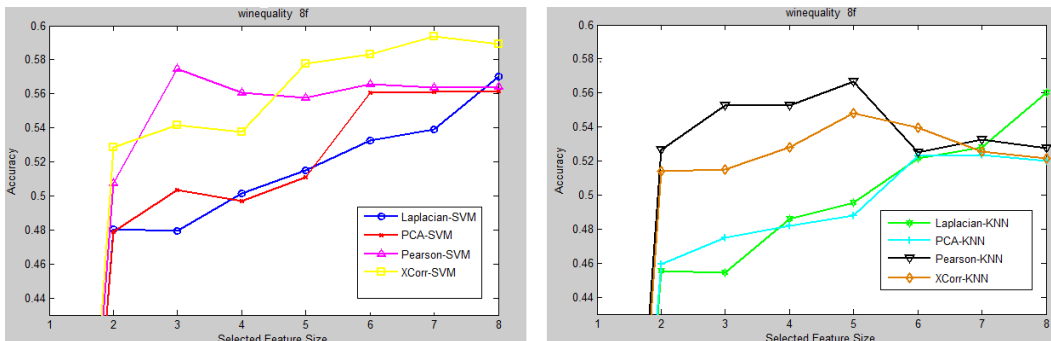 winequality 8f
Accuracy
0.6
0.58
0.56
0.54
0.52
0.5
0.48
0.46
0.44
Laplacian-SVM
PCA-SVM
Pearson-SVM
XCorr-SVM
1 2 3 4 5 6 7 8
Selected Feature Size
winequality 8f
Accuracy
0.6
0.58
0.56
0.54
0.52
0.5
0.48
0.46
0.44
Laplacian-KNN
PCA-KNN
Pearson-KNN
XCorr-KNN
1 2 3 4 5 6 7 8
Selected Feature Size